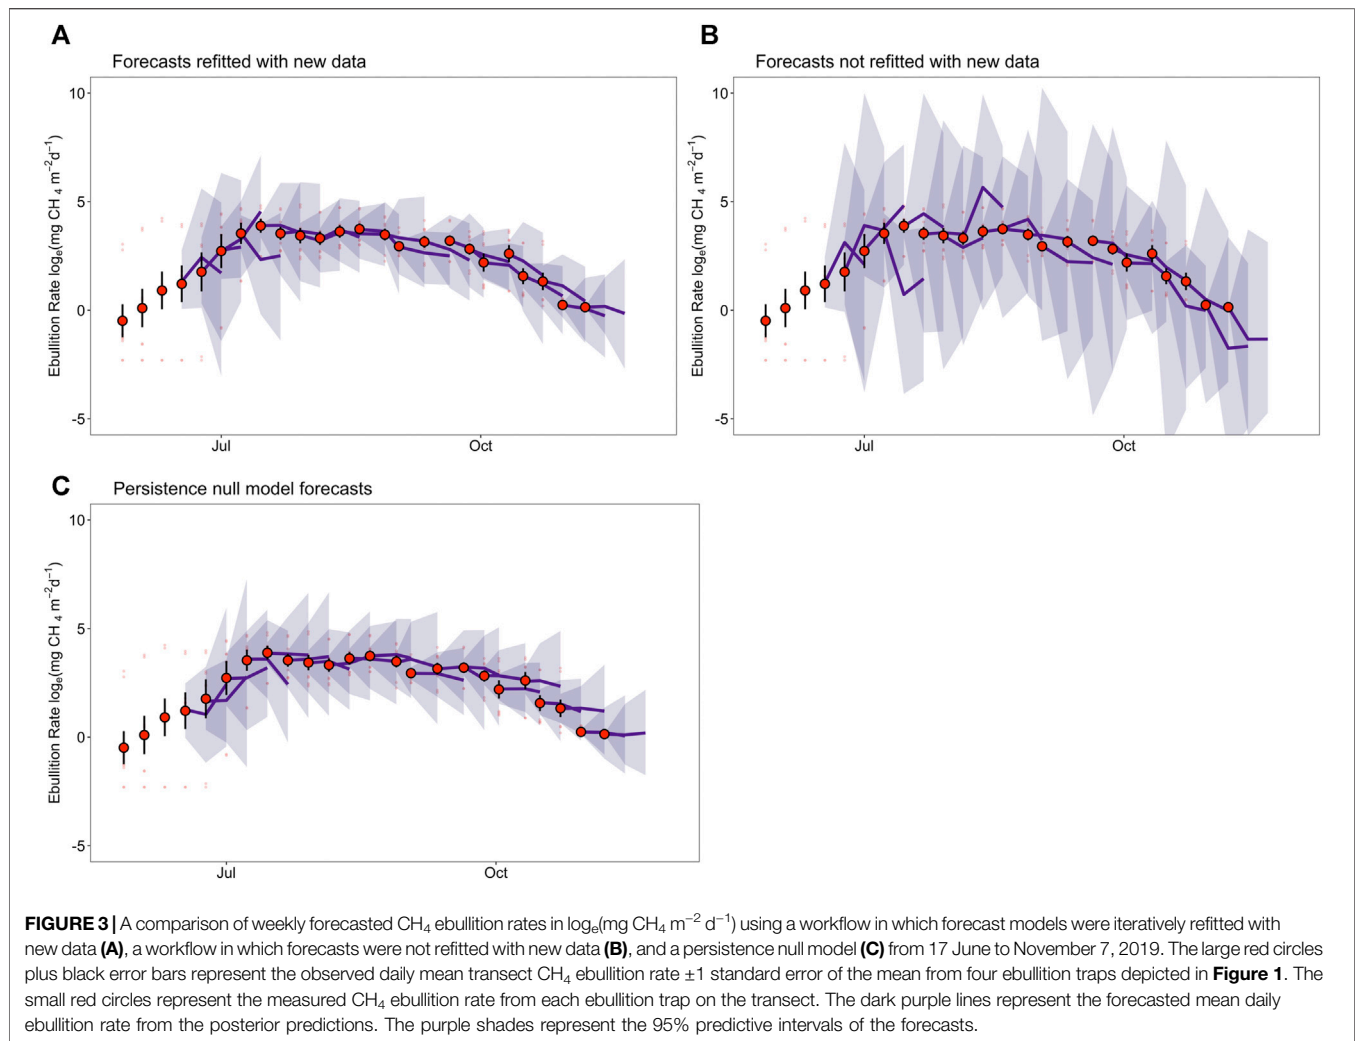 A
Forecasts refitted with new data
10
5
0
-5
Ebullition Rate logₑ(mg CH ₄ m⁻²d⁻¹)
Jul
Oct
B
Forecasts not refitted with new data
10
5
0
-5
Ebullition Rate logₑ(mg CH ₄ m⁻²d⁻¹)
Jul
Oct
C
Persistence null model forecasts
10
5
0
-5
Ebullition Rate logₑ(mg CH ₄ m⁻²d⁻¹)
Jul
Oct
FIGURE 3 | A comparison of weekly forecasted CH₄ ebullition rates in logₑ(mg CH₄ m⁻² d⁻¹) using a workflow in which forecast models were iteratively refitted with
new data (A), a workflow in which forecasts were not refitted with new data (B), and a persistence null model (C) from 17 June to November 7, 2019. The large red circles
plus black error bars represent the observed daily mean transect CH₄ ebullition rate ±1 standard error of the mean from four ebullition traps depicted in Figure 1. The
small red circles represent the measured CH₄ ebullition rate from each ebullition trap on the transect. The dark purple lines represent the forecasted mean daily
ebullition rate from the posterior predictions. The purple shades represent the 95% predictive intervals of the forecasts.